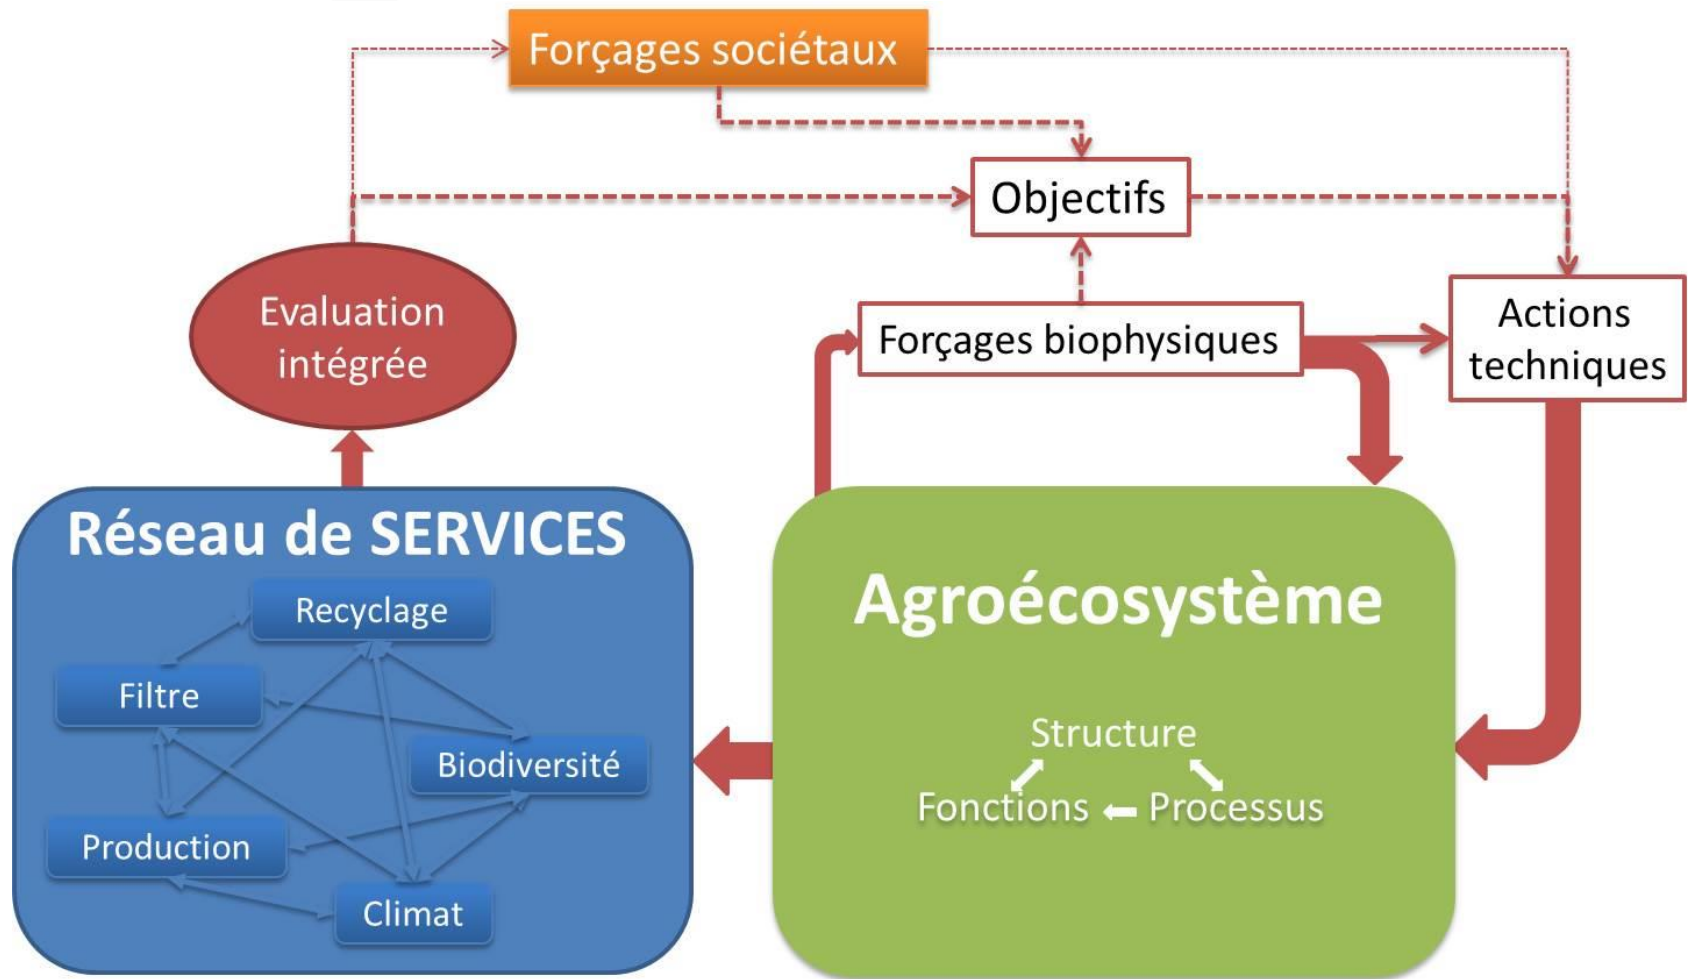 Forçages sociétaux
Objectifs
Evaluation
intégrée
Forçages biophysiques
Actions
techniques
Réseau de SERVICES
Recyclage
Filtre
Biodiversité
Production
Climat
Agroécosystème
Structure
Fonctions
Processus